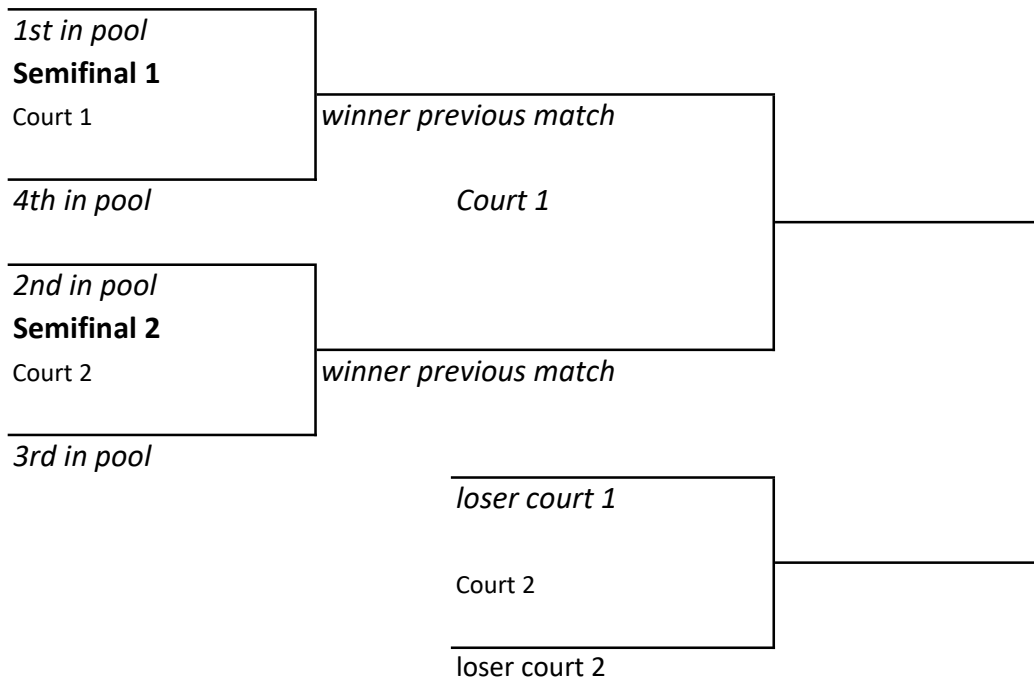 1st in pool
Semifinal 1
Court 1
winner previous match
4th in pool
Court 1
2nd in pool
Semifinal 2
Court 2
winner previous match
3rd in pool
loser court 1
Court 2
loser court 2